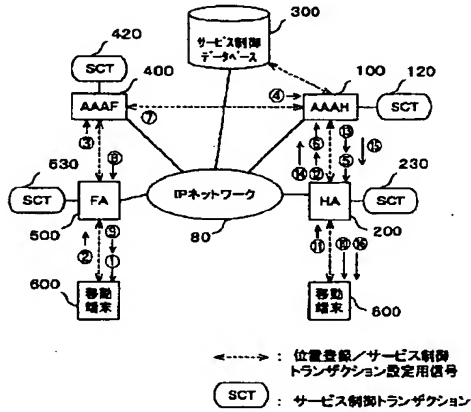 300
サービス制御
データベース
420
SCT
400
AAAF
100
AAAH
120
SCT
④
⑦
③
⑧
⑥
⑬
⑭
⑫
⑤
⑮
630
SCT
FA
500
IPネットワーク
80
230
HA
SCT
200
②
⑨
①
⑪
⑩
⑯
600
移動
端末
移動
端末
600
: 位置登録/サービス制御
トランザクション設定用信号
SCT : サービス制御トランザクション